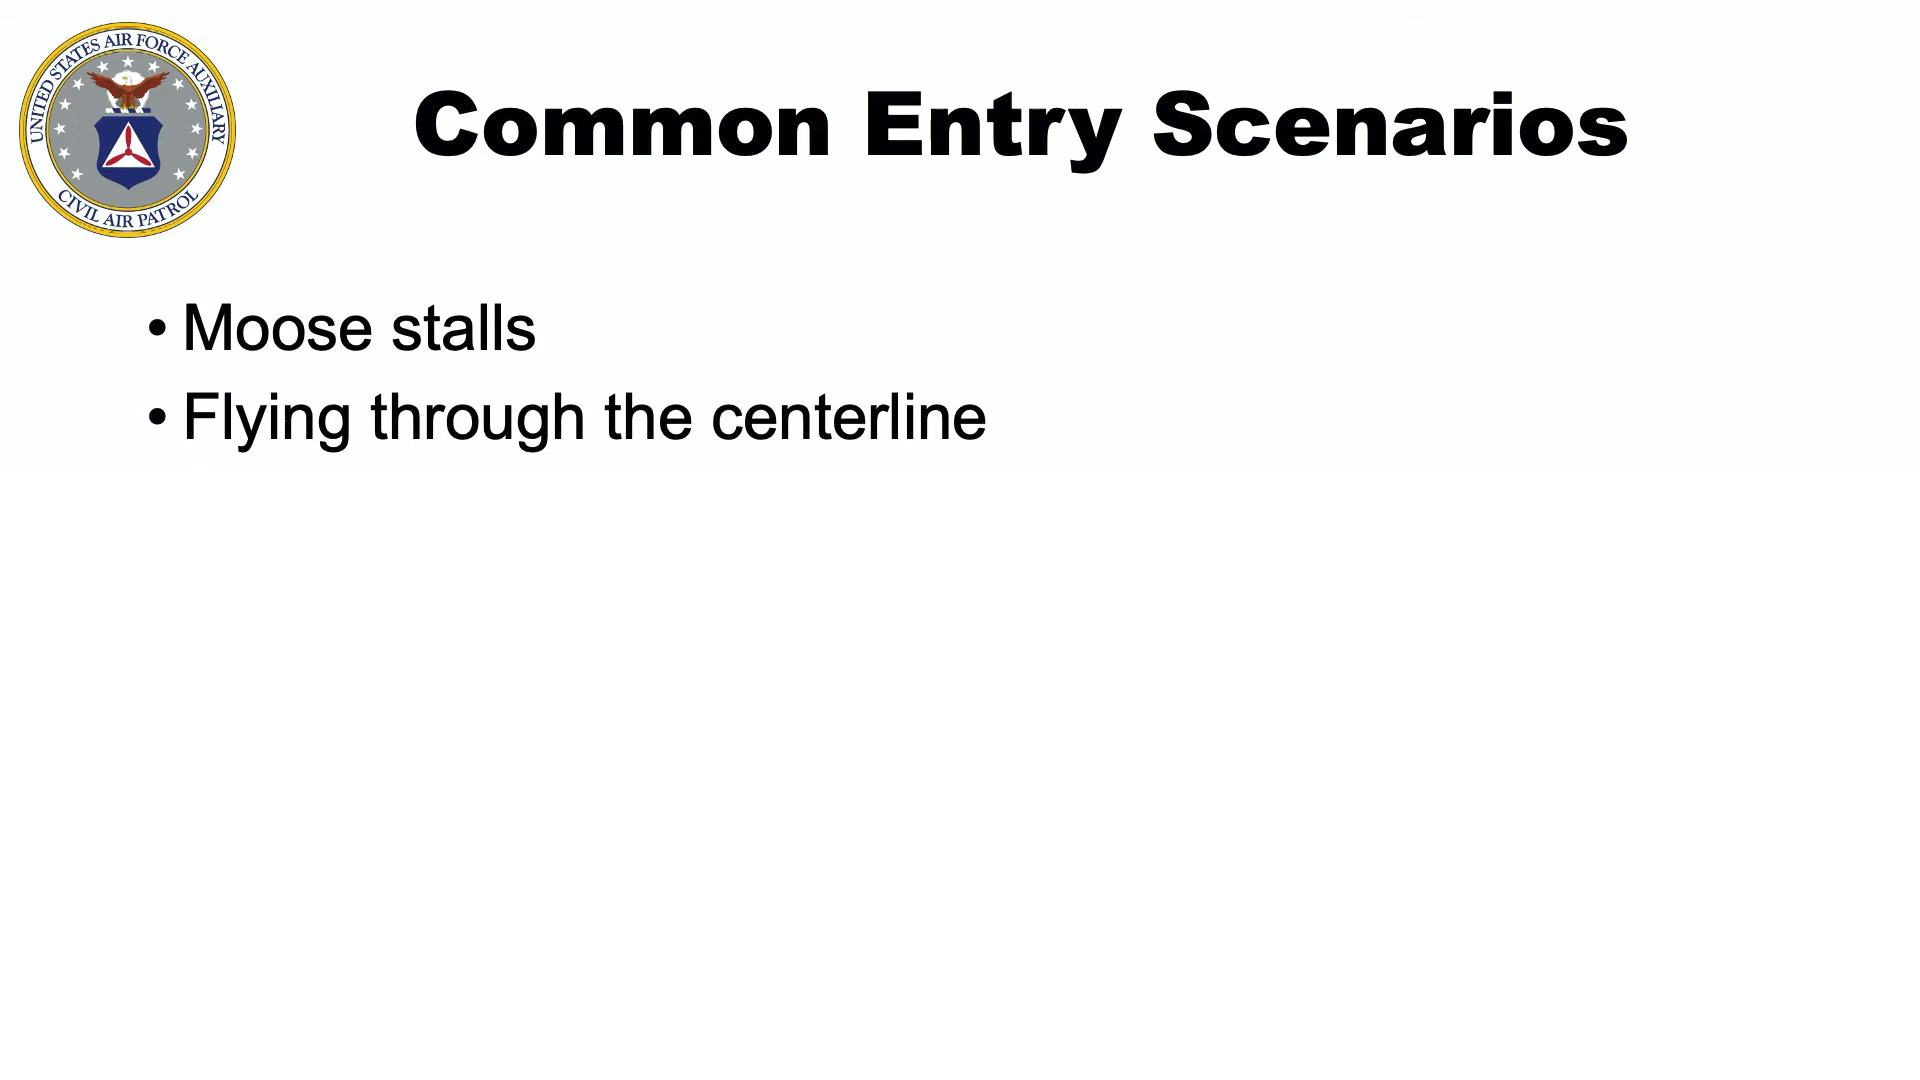 UNITED STATES AIR FORCE AUXILIARY
CIVIL AIR PATROL
Common Entry Scenarios
• Moose stalls
• Flying through the centerline